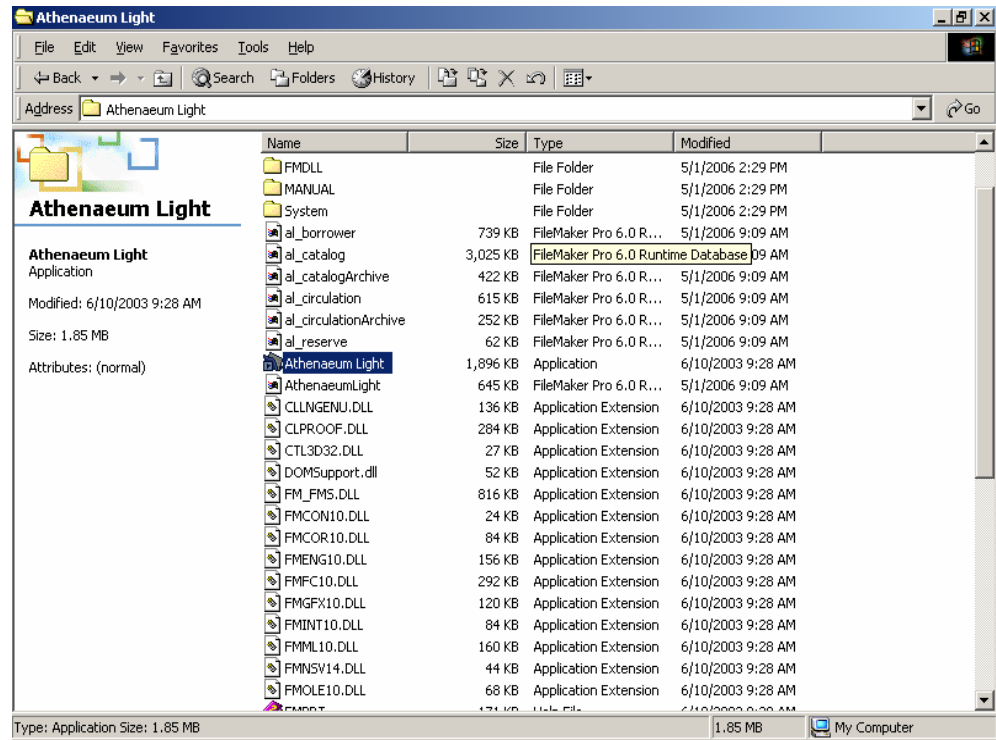 Athenaeum Light
File Edit View Favorites Tools Help
Back Search Folders History
Address Athenaeum Light Go
Athenaeum Light
Athenaeum Light
Application
Modified: 6/10/2003 9:28 AM
Size: 1.85 MB
Attributes: (normal)
Name Size Type Modified
FMDLL File Folder 5/1/2006 2:29 PM
MANUAL File Folder 5/1/2006 2:29 PM
System File Folder 5/1/2006 2:29 PM
al_borrower 739 KB FileMaker Pro 6.0 R... 5/1/2006 9:09 AM
al_catalog 3,025 KB FileMaker Pro 6.0 Runtime Database 09 AM
al_catalogArchive 422 KB FileMaker Pro 6.0 R... 5/1/2006 9:09 AM
al_circulation 615 KB FileMaker Pro 6.0 R... 5/1/2006 9:09 AM
al_circulationArchive 252 KB FileMaker Pro 6.0 R... 5/1/2006 9:09 AM
al_reserve 62 KB FileMaker Pro 6.0 R... 5/1/2006 9:09 AM
Athenaeum Light 1,896 KB Application 6/10/2003 9:28 AM
AthenaeumLight 645 KB FileMaker Pro 6.0 R... 5/1/2006 9:09 AM
CLLNGENU.DLL 136 KB Application Extension 6/10/2003 9:28 AM
CLPROOF.DLL 284 KB Application Extension 6/10/2003 9:28 AM
CTL3D32.DLL 27 KB Application Extension 6/10/2003 9:28 AM
DOMSupport.dll 52 KB Application Extension 6/10/2003 9:28 AM
FM_FMS.DLL 816 KB Application Extension 6/10/2003 9:28 AM
FMCON10.DLL 24 KB Application Extension 6/10/2003 9:28 AM
FMCOR10.DLL 84 KB Application Extension 6/10/2003 9:28 AM
FMENG10.DLL 156 KB Application Extension 6/10/2003 9:28 AM
FMFC10.DLL 292 KB Application Extension 6/10/2003 9:28 AM
FMGFX10.DLL 120 KB Application Extension 6/10/2003 9:28 AM
FMINT10.DLL 84 KB Application Extension 6/10/2003 9:28 AM
FMML10.DLL 160 KB Application Extension 6/10/2003 9:28 AM
FMNSV14.DLL 44 KB Application Extension 6/10/2003 9:28 AM
FMOLE10.DLL 68 KB Application Extension 6/10/2003 9:28 AM
Type: Application Size: 1.85 MB 1.85 MB My Computer